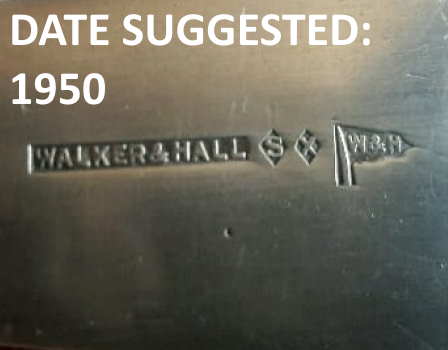 DATE SUGGESTED:
1950
WALKER & HALL S X W&H